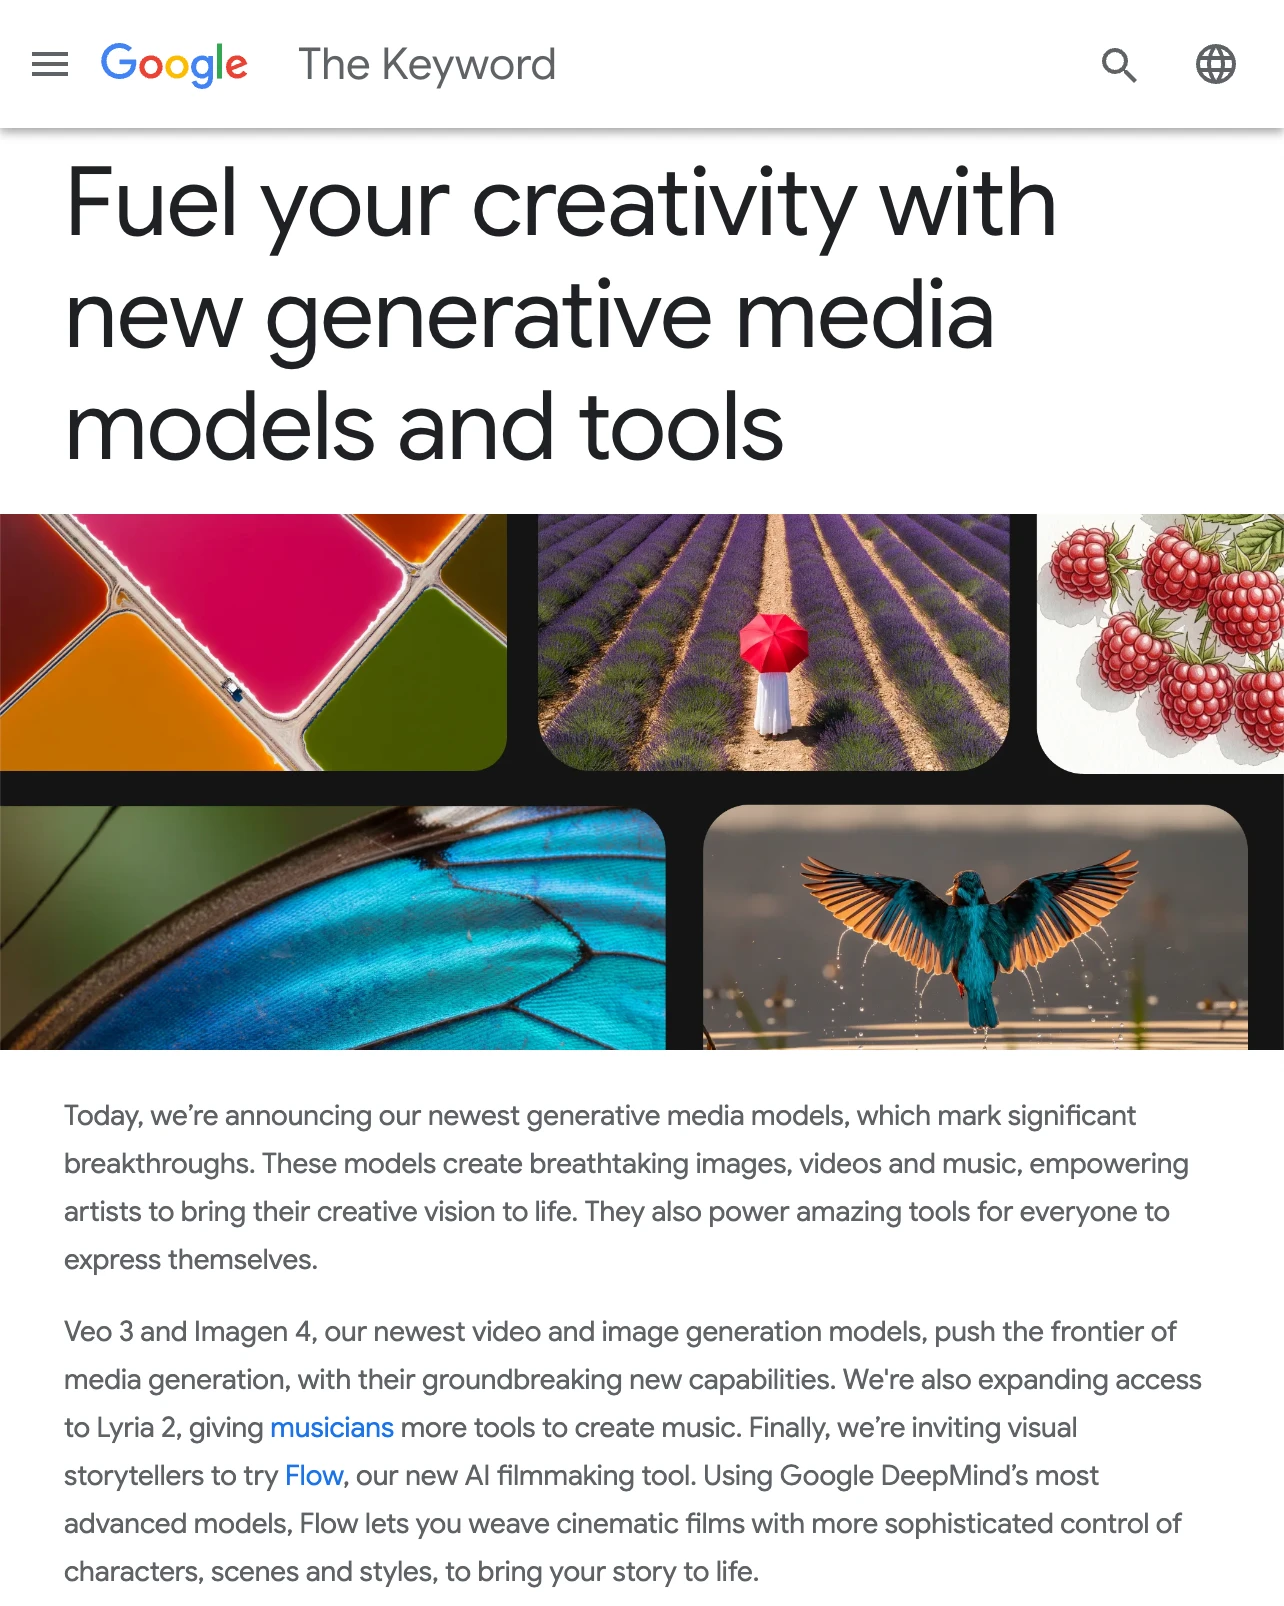 Google The Keyword
Fuel your creativity with
new generative media
models and tools
Today, we’re announcing our newest generative media models, which mark significant
breakthroughs. These models create breathtaking images, videos and music, empowering
artists to bring their creative vision to life. They also power amazing tools for everyone to
express themselves.
Veo 3 and Imagen 4, our newest video and image generation models, push the frontier of
media generation, with their groundbreaking new capabilities. We're also expanding access
to Lyria 2, giving musicians more tools to create music. Finally, we’re inviting visual
storytellers to try Flow, our new AI filmmaking tool. Using Google DeepMind’s most
advanced models, Flow lets you weave cinematic films with more sophisticated control of
characters, scenes and styles, to bring your story to life.